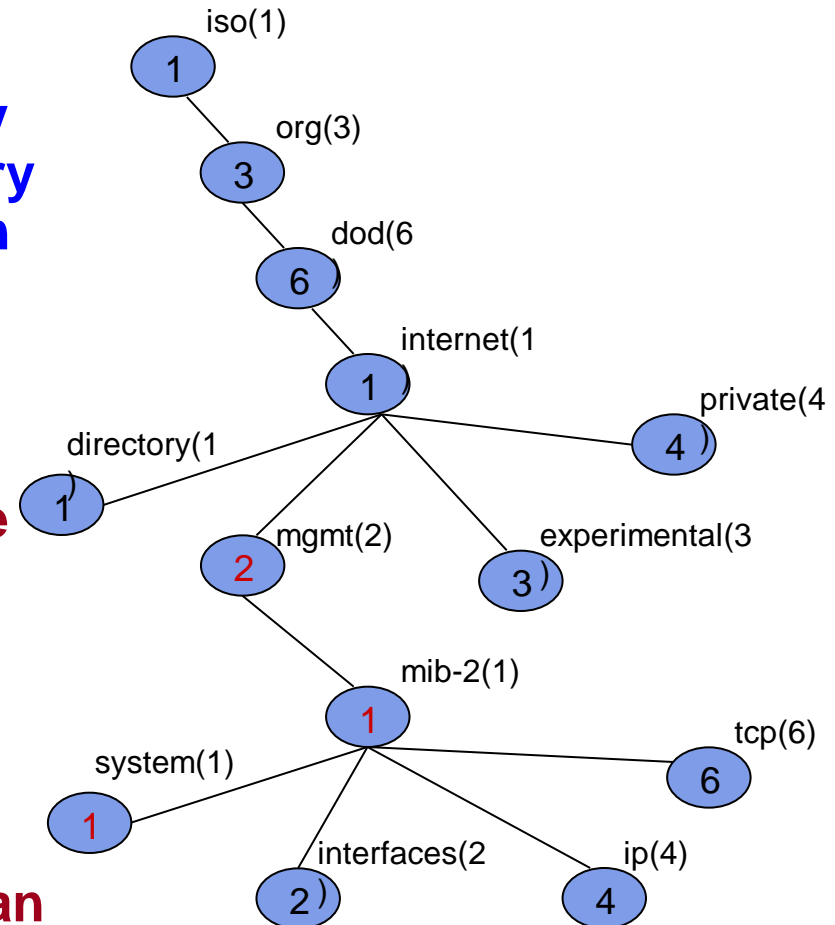 iso(1)
1
org(3)
3
dod(6
)
6
internet(1
)
1
private(4
)
4
directory(1
)
1
mgmt(2)
2
experimental(3
)
3
mib-2(1)
1
tcp(6)
6
system(1)
1
interfaces(2
)
2
ip(4)
4